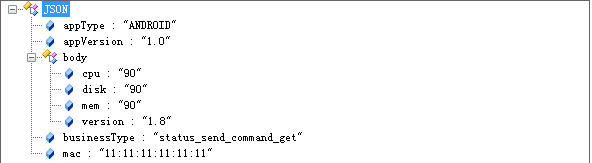 JSON
appType : "ANDROID"
appVersion : "1.0"
body
cpu : "90"
disk : "90"
mem : "90"
version : "1.8"
businessType : "status_send_command_get"
mac : "11:11:11:11:11:11"